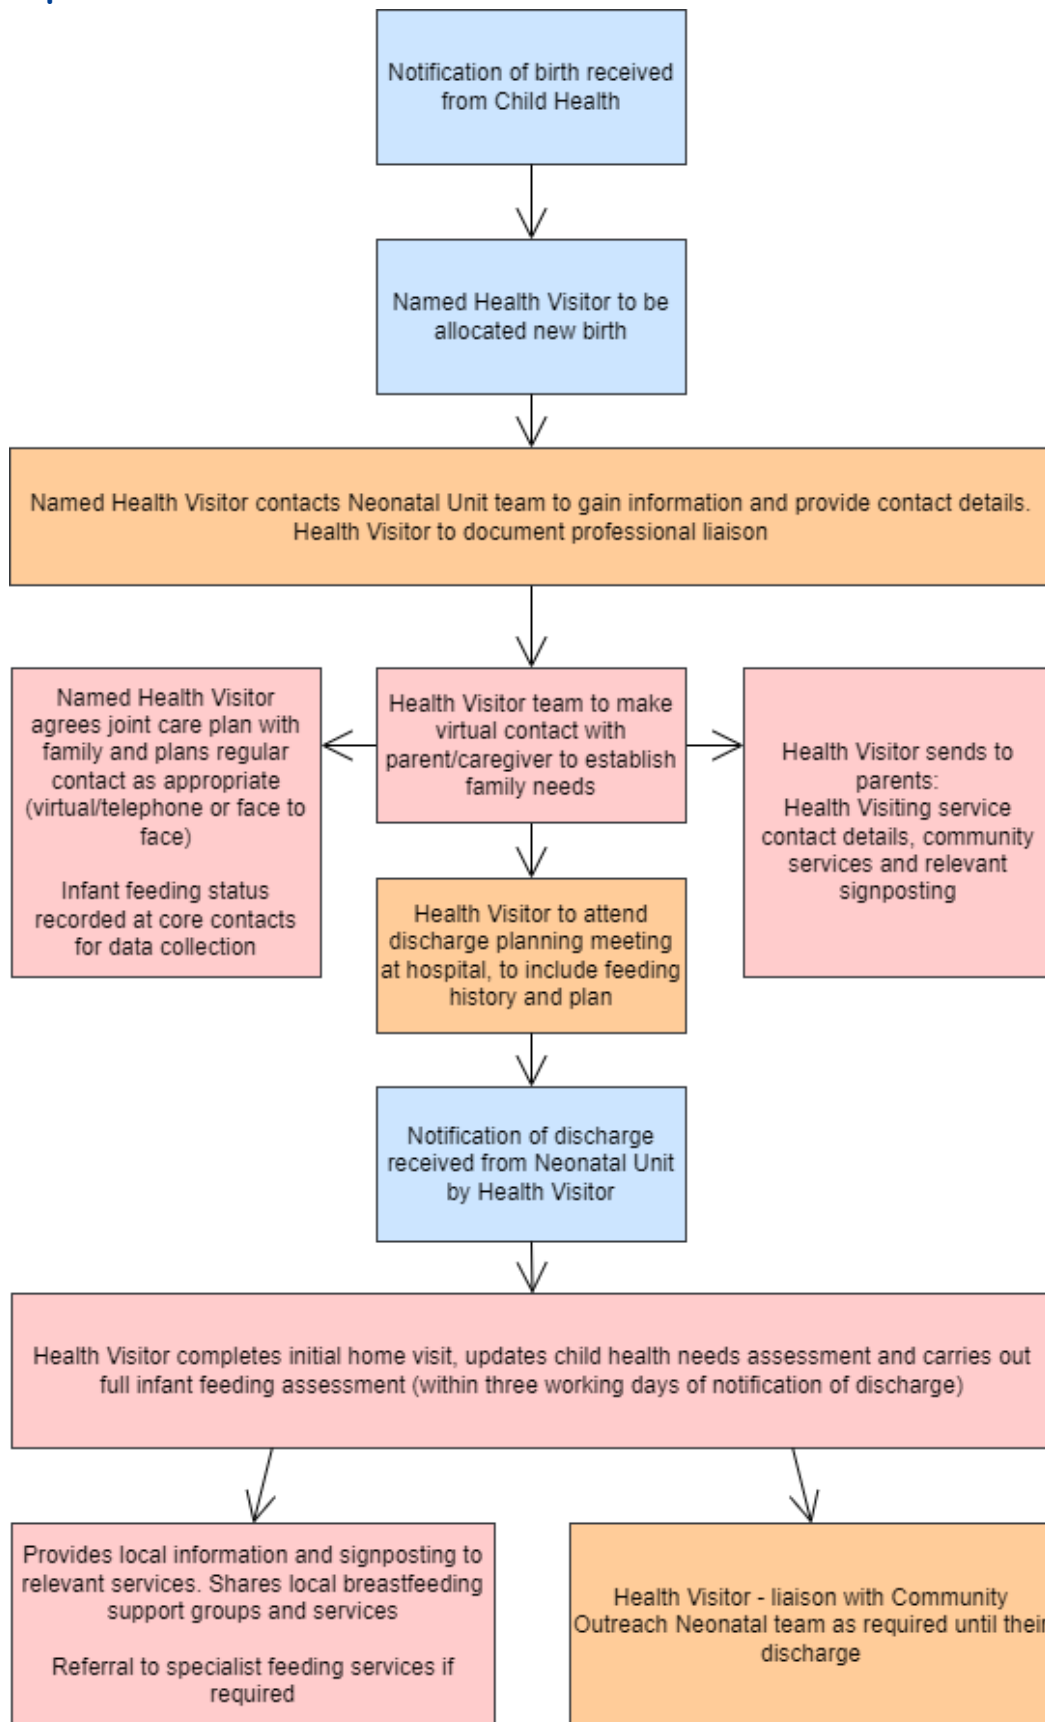 Notification of birth received
from Child Health
Named Health Visitor to be
allocated new birth
Named Health Visitor contacts Neonatal Unit team to gain information and provide contact details.
Health Visitor to document professional liaison
Named Health Visitor
agrees joint care plan with
family and plans regular
contact as appropriate
(virtual/telephone or face to
face)
Infant feeding status
recorded at core contacts
for data collection
Health Visitor team to make
virtual contact with
parent/caregiver to establish
family needs
Health Visitor sends to
parents:
Health Visiting service
contact details, community
services and relevant
signposting
Health Visitor to attend
discharge planning meeting
at hospital, to include feeding
history and plan
Notification of discharge
received from Neonatal Unit
by Health Visitor
Health Visitor completes initial home visit, updates child health needs assessment and carries out
full infant feeding assessment (within three working days of notification of discharge)
Provides local information and signposting to
relevant services. Shares local breastfeeding
support groups and services
Referral to specialist feeding services if
required
Health Visitor - liaison with Community
Outreach Neonatal team as required until their
discharge